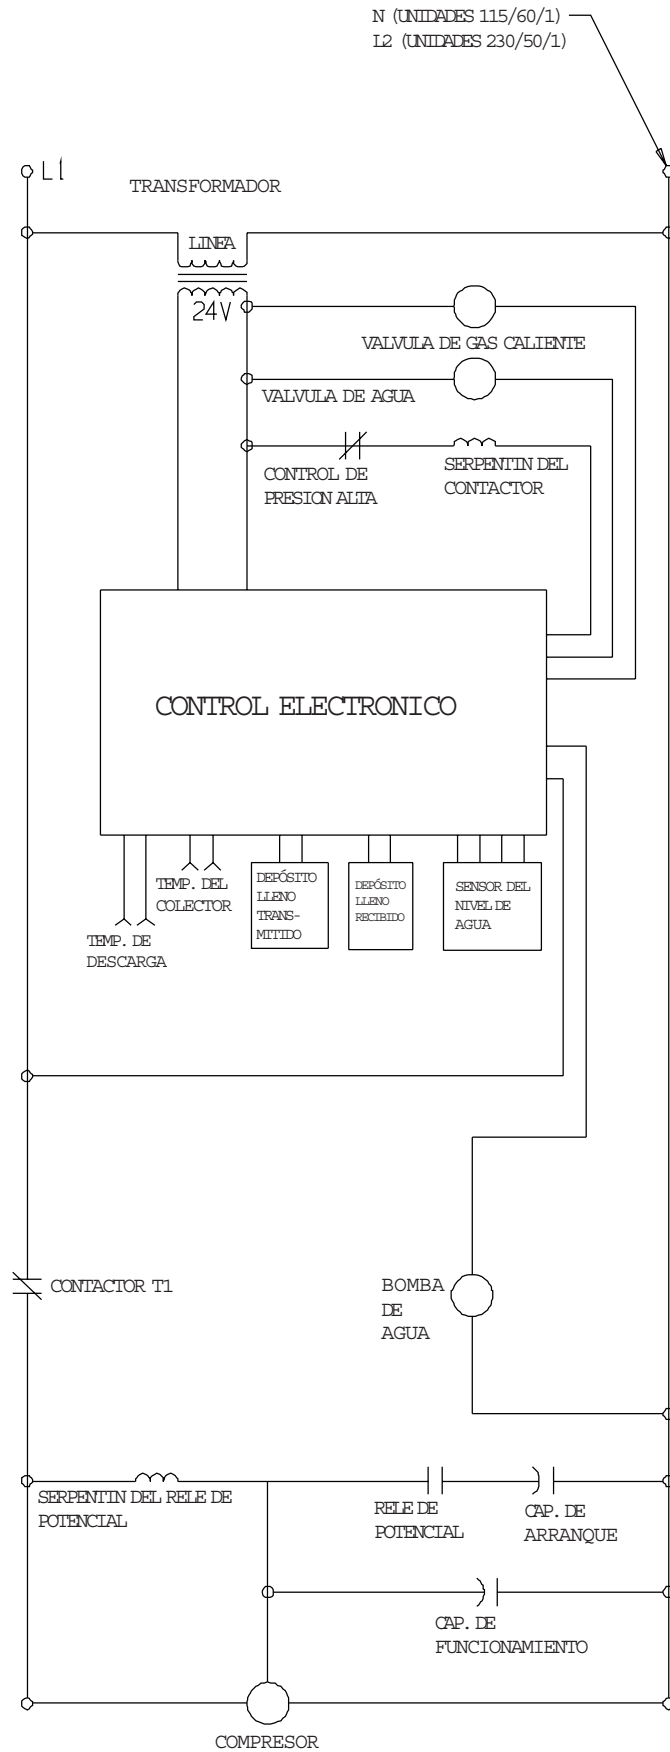 N (UNIDADES 115/60/1)
L2 (UNIDADES 230/50/1)
L1
TRANSFORMADOR
LINEA
24V
VALVULA DE GAS CALIENTE
VALVULA DE AGUA
CONTROL DE
PRESION ALTA
SERPENTIN DEL
CONTACTOR
CONTROL ELECTRONICO
TEMP. DE
DESCARGA
TEMP. DEL
COLECTOR
DEPÓSITO
LLENO
TRANS-
MITIDO
DEPÓSITO
LLENO
RECIBIDO
SENSOR DEL
NIVEL DE
AGUA
CONTACTOR T1
BOMBA
DE
AGUA
SERPENTIN DEL RELE DE
POTENCIAL
RELE DE
POTENCIAL
CAP. DE
ARRANQUE
CAP. DE
FUNCIONAMIENTO
COMPRESOR